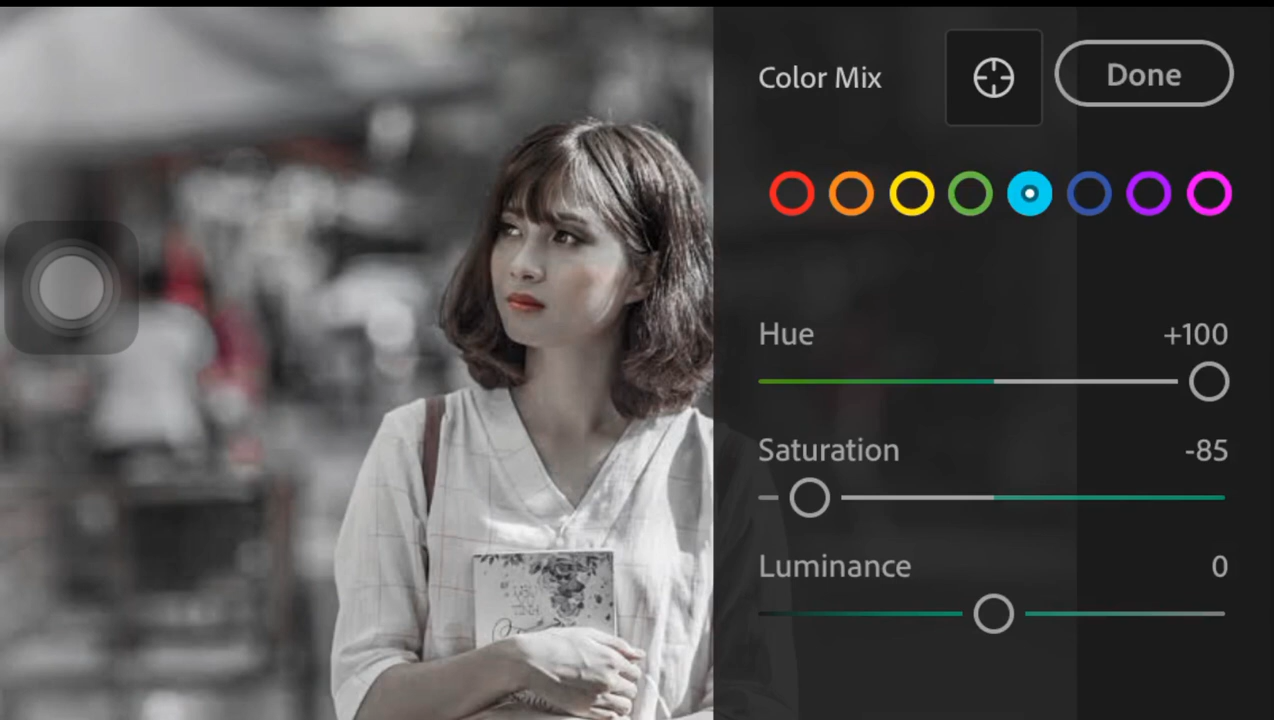 Color Mix
Done
Hue +100
Saturation -85
Luminance 0